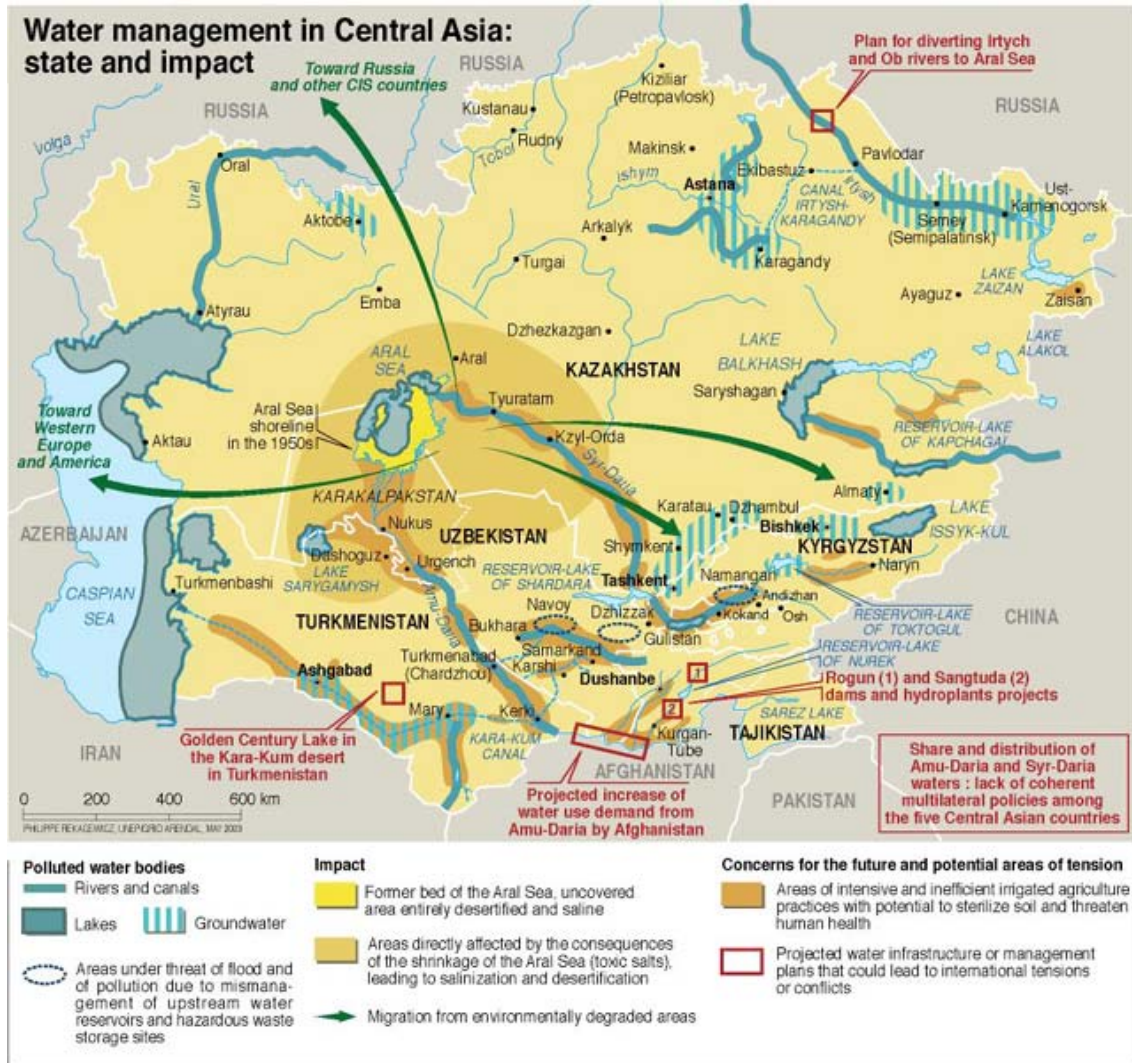 Water management in Central Asia:
state and impact
Toward Russia
and other CIS countries
RUSSIA
RUSSIA
RUSSIA
Plan for diverting Irtych
and Ob rivers to Aral Sea
Volga
Oral
Ural
Aktobe
Kustanau
Rudny
Tobol
Kiziliar
(Petropavlosk)
Makinsk
Ishym
Astana
Ekibastuz
Pavlodar
Irtysh
CANAL
IRTYSH-
KARAGANDY
Ust-
Kamenogorsk
Semey
(Semipalatinsk)
Arkalyk
Karagandy
Turgai
Emba
Atyrau
Ayaguz
LAKE
ZAIZAN
Zaisan
Dzhezkazgan
LAKE
ALAKOL
Aral
ARAL
SEA
KAZAKHSTAN
LAKE
BALKHASH
Saryshagan
Tyuratam
Aral Sea
shoreline
in the 1950s
Toward
Western
Europe
and America
Aktau
Kzyl-Orda
Syr-Daria
RESERVOIR-LAKE
OF KAPCHAGAI
KARAKALPAKSTAN
Almaty
Karatau
Dzhambul
Bishkek
LAKE
ISSYK-KUL
Nukus
UZBEKISTAN
AZERBAIJAN
Shymkent
KYRGYZSTAN
Dashoguz
Urgench
LAKE
SARYGAMYSH
RESERVOIR-LAKE
OF SHARDARA
Tashkent
Namangan
Naryn
Turkmenbashi
CASPIAN
SEA
Amu-Daria
Navoy
Dzhizzak
Andizhan
Kokand
Osh
Gulistan
CHINA
TURKMENISTAN
Bukhara
Samarkand
Karshi
RESERVOIR-LAKE
OF TOKTOGUL
RESERVOIR-LAKE
OF NUREK
Ashgabad
Turkmenabad
(Chardzhou)
Dushanbe
1
2
Rogun (1) and Sangtuda (2)
dams and hydroplants projects
Mary
Kerki
KARA-KUM
CANAL
Kurgan-
Tube
SAREZ LAKE
TAJIKISTAN
Golden Century Lake in
the Kara-Kum desert
in Turkmenistan
IRAN
AFGHANISTAN
PAKISTAN
Projected increase of
water use demand from
Amu-Daria by Afghanistan
Share and distribution of
Amu-Daria and Syr-Daria
waters : lack of coherent
multilateral policies among
the five Central Asian countries
0 200 400 600 km
PHILIPPE REKACEWICZ, UNEP/GRID ARENDAL, MAY 2003
Polluted water bodies
Rivers and canals
Lakes
Groundwater
Areas under threat of flood and
of pollution due to mismana-
gement of upstream water
reservoirs and hazardous waste
storage sites
Impact
Former bed of the Aral Sea, uncovered
area entirely desertified and saline
Areas directly affected by the consequences
of the shrinkage of the Aral Sea (toxic salts),
leading to salinization and desertification
Migration from environmentally degraded areas
Concerns for the future and potential areas of tension
Areas of intensive and inefficient irrigated agriculture
practices with potential to sterilize soil and threaten
human health
Projected water infrastructure or management
plans that could lead to international tensions
or conflicts